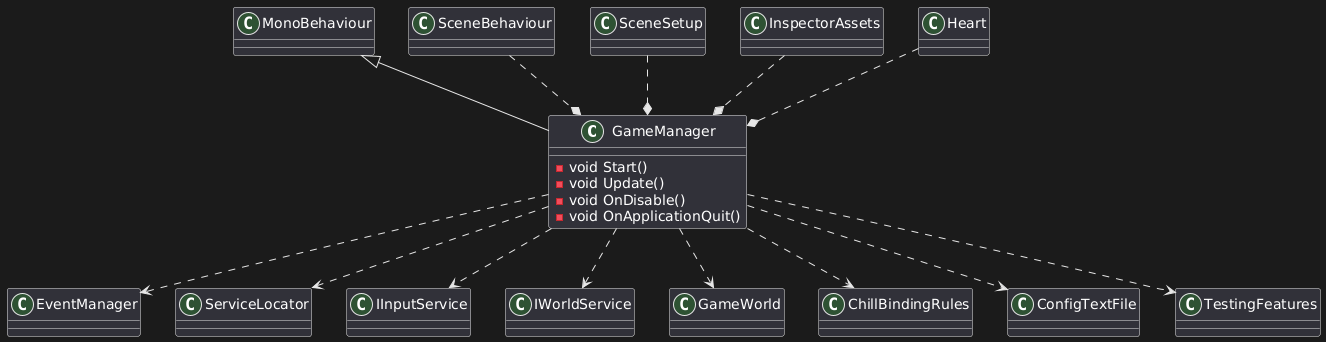 C MonoBehaviour
C SceneBehaviour
C SceneSetup
C InspectorAssets
C Heart
C GameManager
void Start()
void Update()
void OnDisable()
void OnApplicationQuit()
C EventManager
C ServiceLocator
C IInputService
C IWorldService
C GameWorld
C ChillBindingRules
C ConfigTextFile
C TestingFeatures